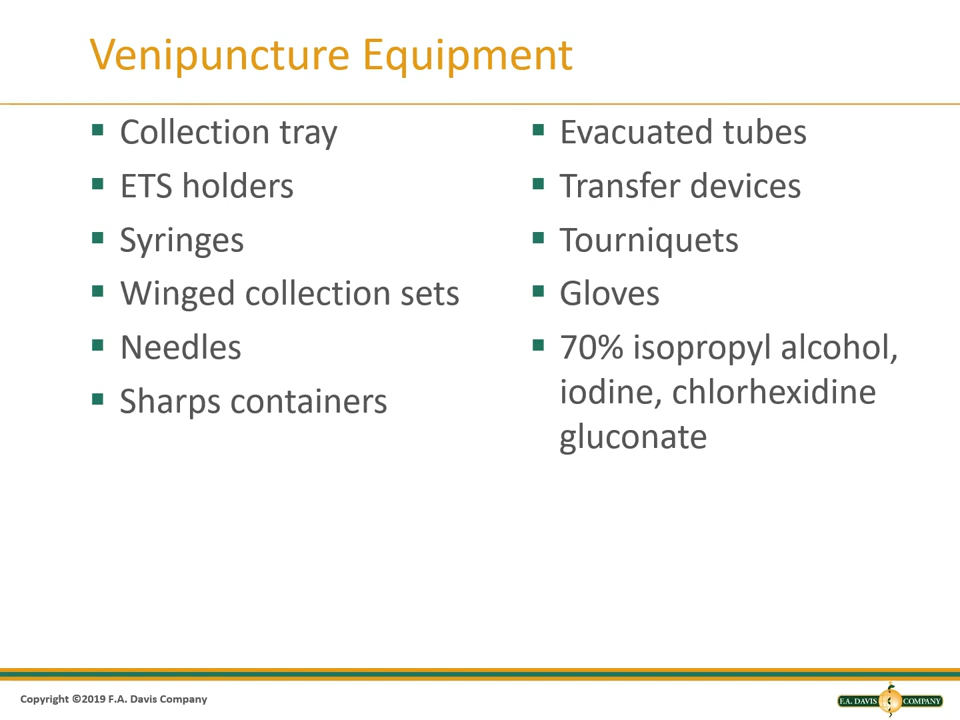 Venipuncture Equipment
Collection tray
ETS holders
Syringes
Winged collection sets
Needles
Sharps containers
Evacuated tubes
Transfer devices
Tourniquets
Gloves
70% isopropyl alcohol,
iodine, chlorhexidine
gluconate
Copyright ©2019 F.A. Davis Company
F.A. DAVIS COMPANY